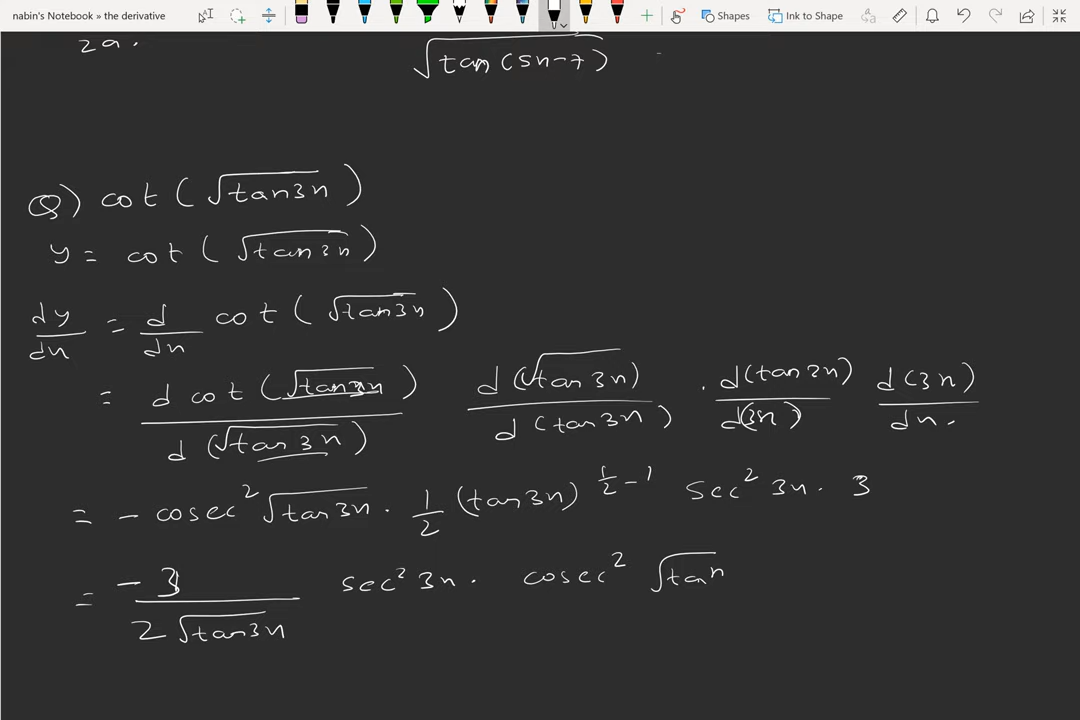 nabin's Notebook » the derivative
Shapes Ink to Shape
2a. √tan(5x-7)
Q) cot(√tan3x)
y = cot(√tan3x)
dy/dx = d/dx cot(√tan3x)
= d cot(√tan3x)/d(√tan3x) d(√tan3x)/d(tan3x) . d(tan3x)/d(3x) d(3x)/dx.
= - cosec² √tan3x . 1/2 (tan3x)^(1/2-1) sec² 3x . 3
= -3/(2√tan3x) sec² 3x . cosec² √tan